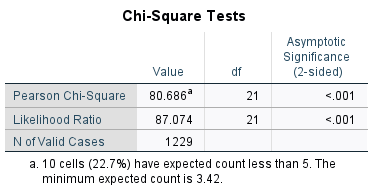 Chi-Square Tests
Asymptotic
Significance
Value df (2-sided)
Pearson Chi-Square 80.686a 21 <.001
Likelihood Ratio 87.074 21 <.001
N of Valid Cases 1229
a. 10 cells (22.7%) have expected count less than 5. The
minimum expected count is 3.42.